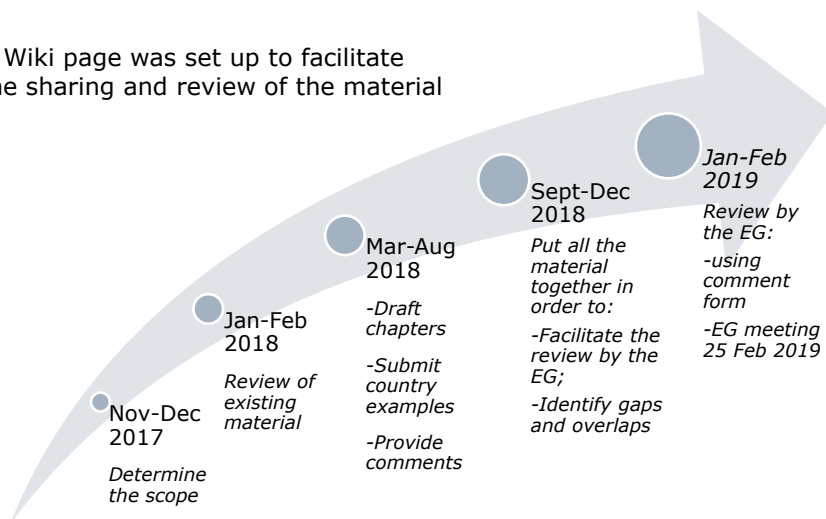 Wiki page was set up to facilitate
e sharing and review of the material
Nov-Dec
2017
Determine
the scope
Jan-Feb
2018
Review of
existing
material
Mar-Aug
2018
-Draft
chapters
-Submit
country
examples
-Provide
comments
Sept-Dec
2018
Put all the
material
together in
order to:
-Facilitate the
review by the
EG;
-Identify gaps
and overlaps
Jan-Feb
2019
Review by
the EG:
-using
comment
form
-EG meeting
25 Feb 2019